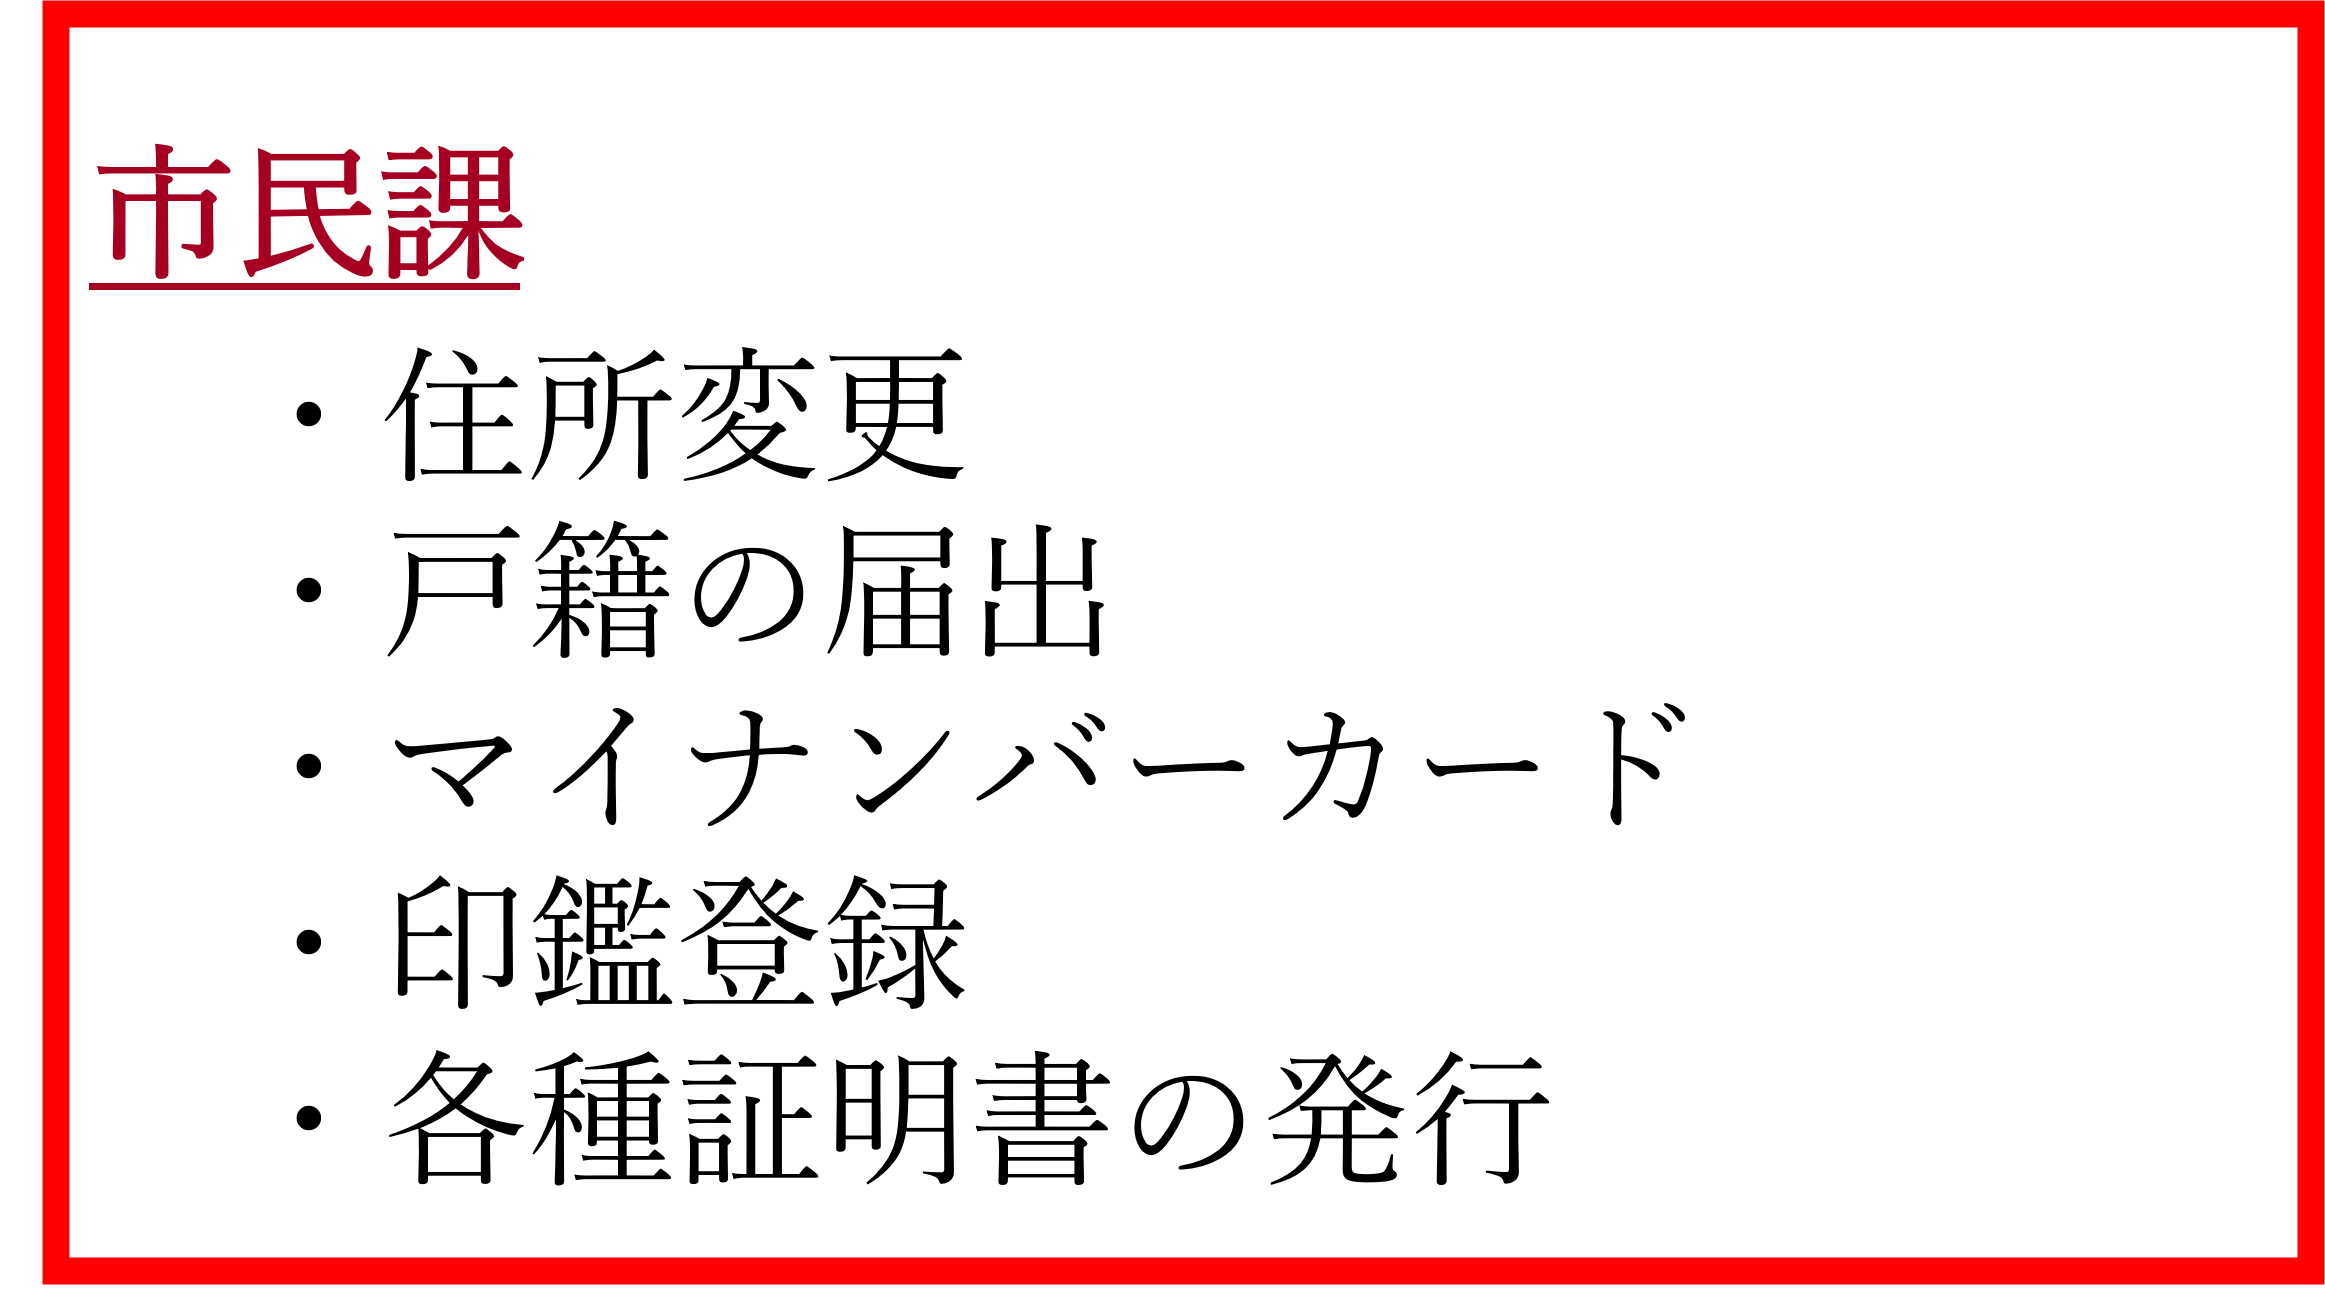 市民課
・住所変更
・戸籍の届出
・マイナンバーカード
・印鑑登録
・各種証明書の発行